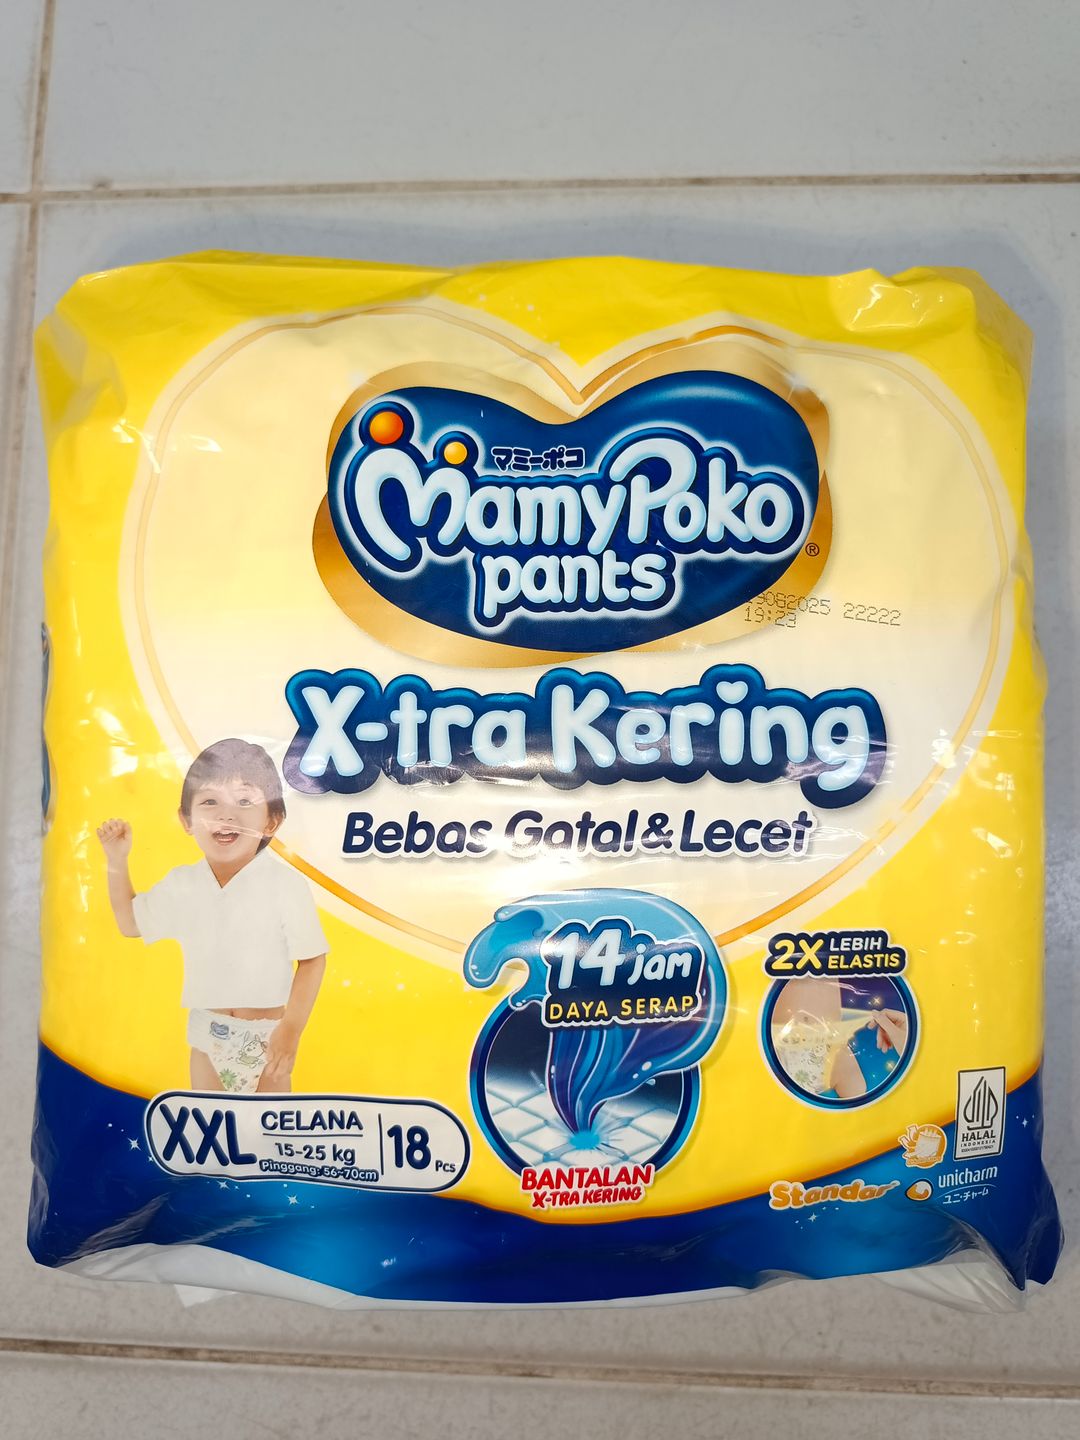 マミーポコ
MamyPoko
pants
®
19:23
22222
X-tra Kering
Bebas Gatal & Lecet
14 jam
DAYA SERAP
2X LEBIH
ELASTIS
XXL
CELANA
15-25 kg
Pinggang: 56-70cm
18 Pcs
BANTALAN
X-TRA KERING
HALAL
INDONESIA
Standar
unicharm
ユニ・チャーム